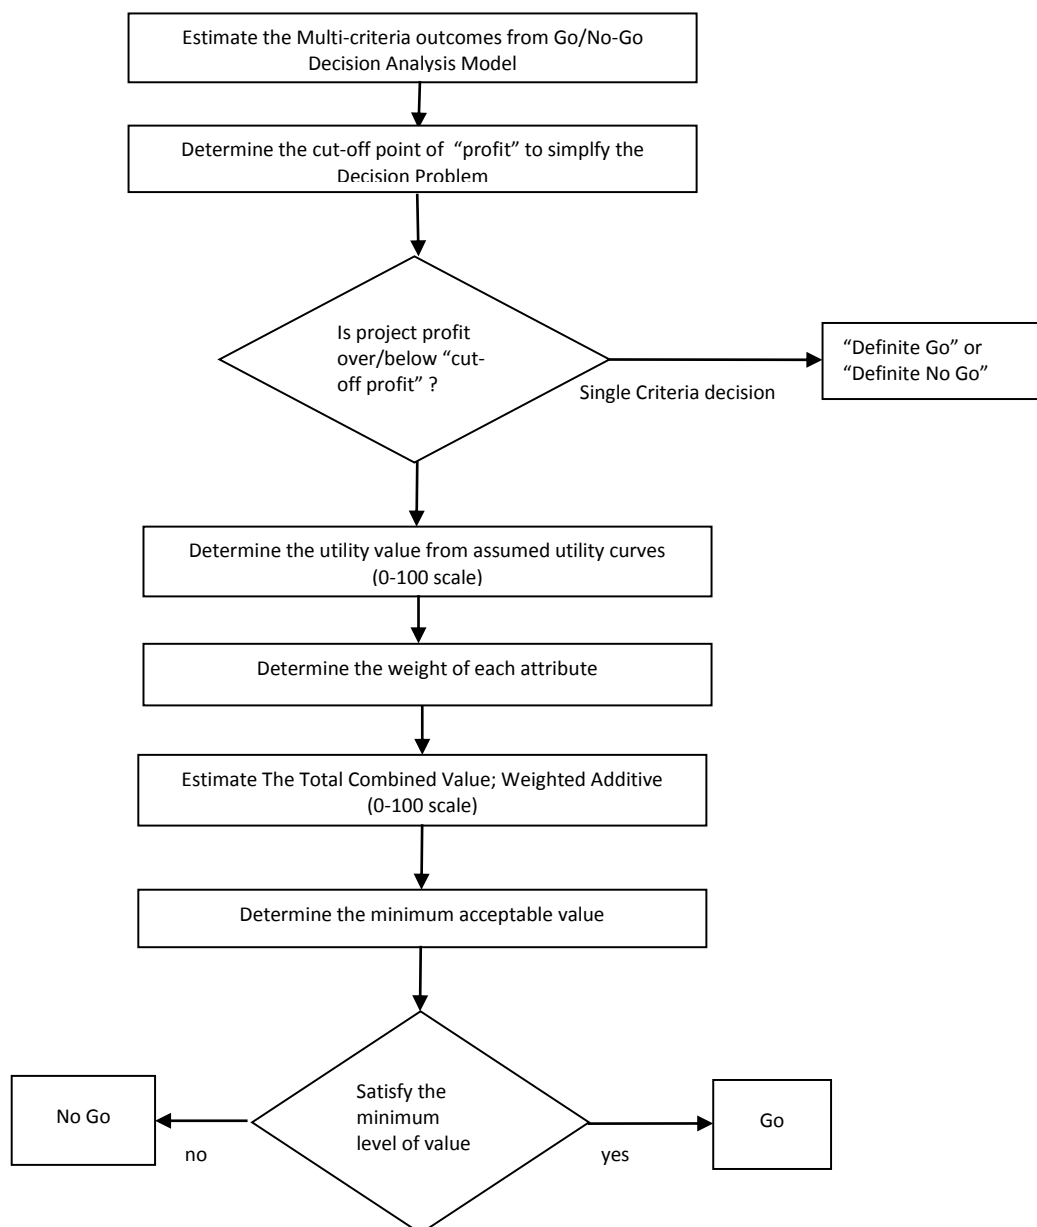 Estimate the Multi-criteria outcomes from Go/No-Go
Decision Analysis Model
Determine the cut-off point of “profit” to simplfy the
Decision Problem
Is project profit
over/below “cut-
off profit” ?
“Definite Go” or
“Definite No Go”
Single Criteria decision
Determine the utility value from assumed utility curves
(0-100 scale)
Determine the weight of each attribute
Estimate The Total Combined Value; Weighted Additive
(0-100 scale)
Determine the minimum acceptable value
Satisfy the
minimum
level of value
No Go
Go
no
yes